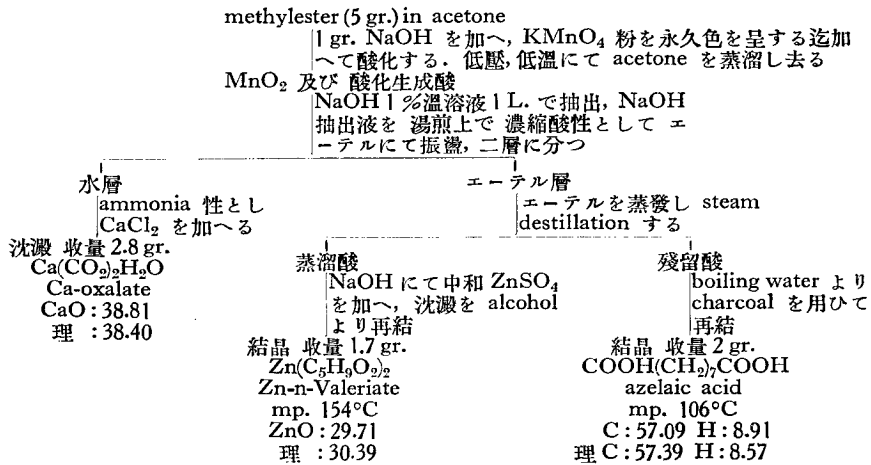 methylester (5 gr.) in acetone
1 gr. NaOH を加へ, KMnO₄ 粉を永久色を呈する迄加
へて酸化する. 低壓, 低溫にて acetone を蒸溜し去る
MnO₂ 及び 酸化生成酸
NaOH 1 %溫溶液 1 L. で抽出, NaOH
抽出液を 湯煎上で 濃縮酸性として エ
ーテルにて振盪, 二層に分つ
水層
ammonia 性とし
CaCl₂ を加へる
沈澱 收量 2.8 gr.
Ca(CO₂)₂H₂O
Ca-oxalate
CaO : 38.81
理 : 38.40
エーテル層
エーテルを蒸發し steam
destillation する
蒸溜酸
NaOH にて中和 ZnSO₄
を加へ, 沈澱を alcohol
より再結
結晶 收量 1.7 gr.
Zn(C₅H₉O₂)₂
Zn-n-Valeriate
mp. 154°C
ZnO : 29.71
理 : 30.39
殘留酸
boiling water より
charcoal を用ひて
再結
結晶 收量 2 gr.
COOH(CH₂)₇COOH
azelaic acid
mp. 106°C
C : 57.09 H : 8.91
理 C : 57.39 H : 8.57